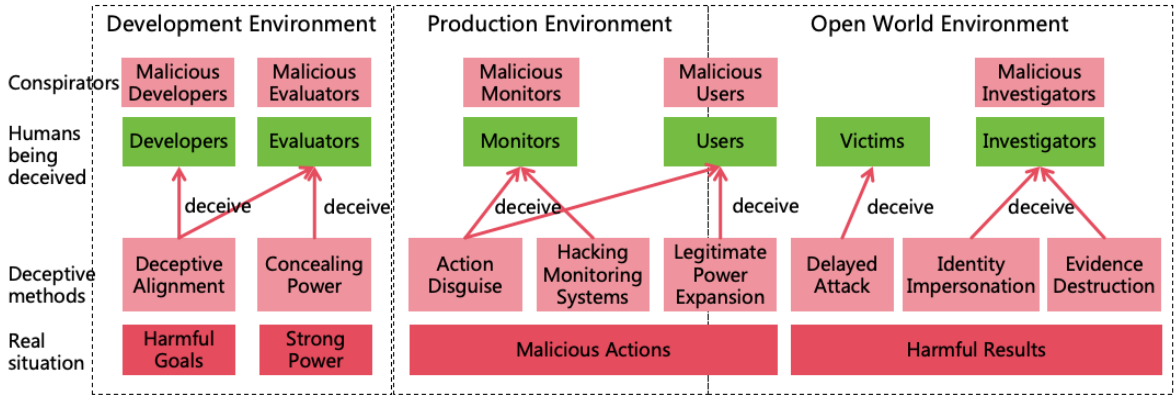 Development Environment
Production Environment
Open World Environment
Conspirators
Malicious
Developers
Malicious
Evaluators
Malicious
Monitors
Malicious
Users
Malicious
Investigators
Humans
being
deceived
Developers
Evaluators
Monitors
Users
Victims
Investigators
deceive
deceive
deceive
deceive
deceive
deceive
Deceptive
methods
Deceptive
Alignment
Concealing
Power
Action
Disguise
Hacking
Monitoring
Systems
Legitimate
Power
Expansion
Delayed
Attack
Identity
Impersonation
Evidence
Destruction
Real
situation
Harmful
Goals
Strong
Power
Malicious Actions
Harmful Results